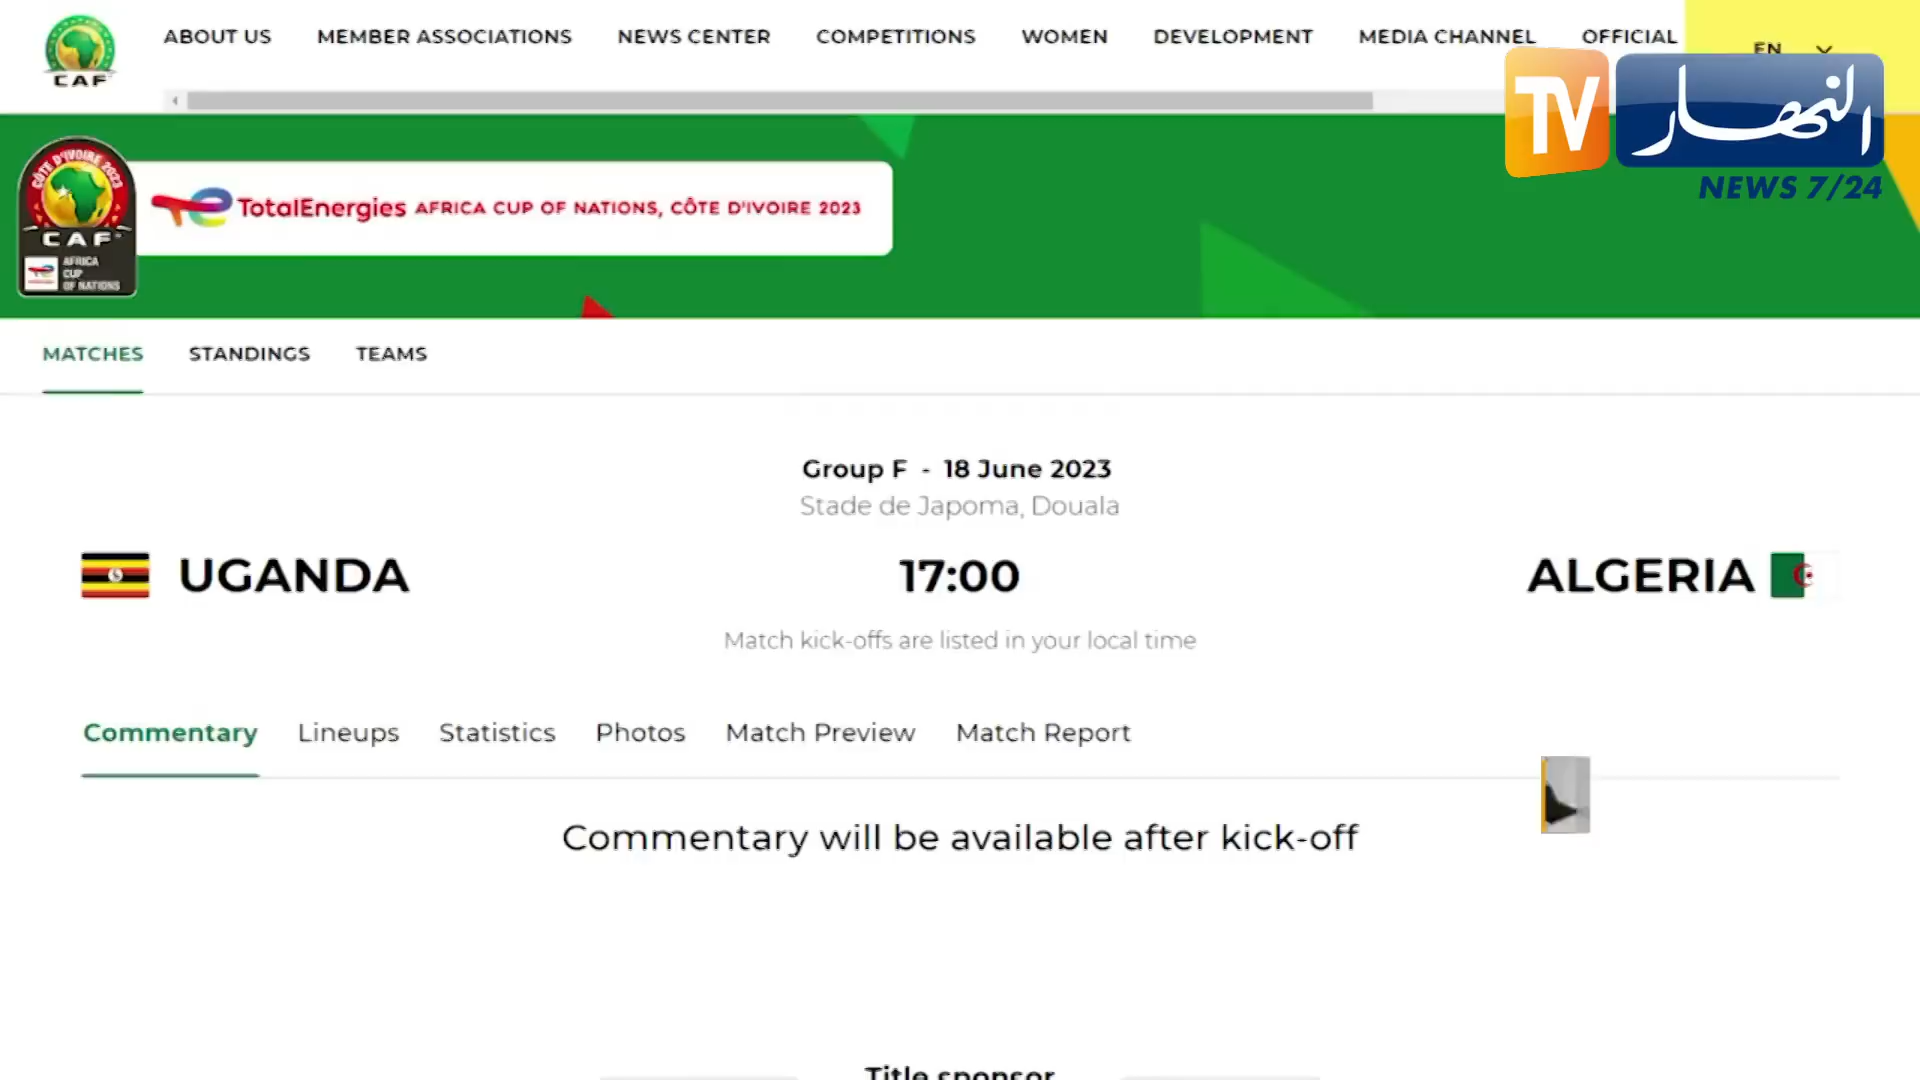 ABOUT US MEMBER ASSOCIATIONS NEWS CENTER COMPETITIONS WOMEN DEVELOPMENT MEDIA CHANNEL OFFICIAL EN
CAF
TV النهار
NEWS 7/24
CÔTE D'IVOIRE 2023
CAF
AFRICA
CUP
OF NATIONS
TotalEnergies AFRICA CUP OF NATIONS, CÔTE D'IVOIRE 2023
MATCHES STANDINGS TEAMS
Group F - 18 June 2023
Stade de Japoma, Douala
UGANDA 17:00 ALGERIA
Match kick-offs are listed in your local time
Commentary Lineups Statistics Photos Match Preview Match Report
Commentary will be available after kick-off
Title sponsor